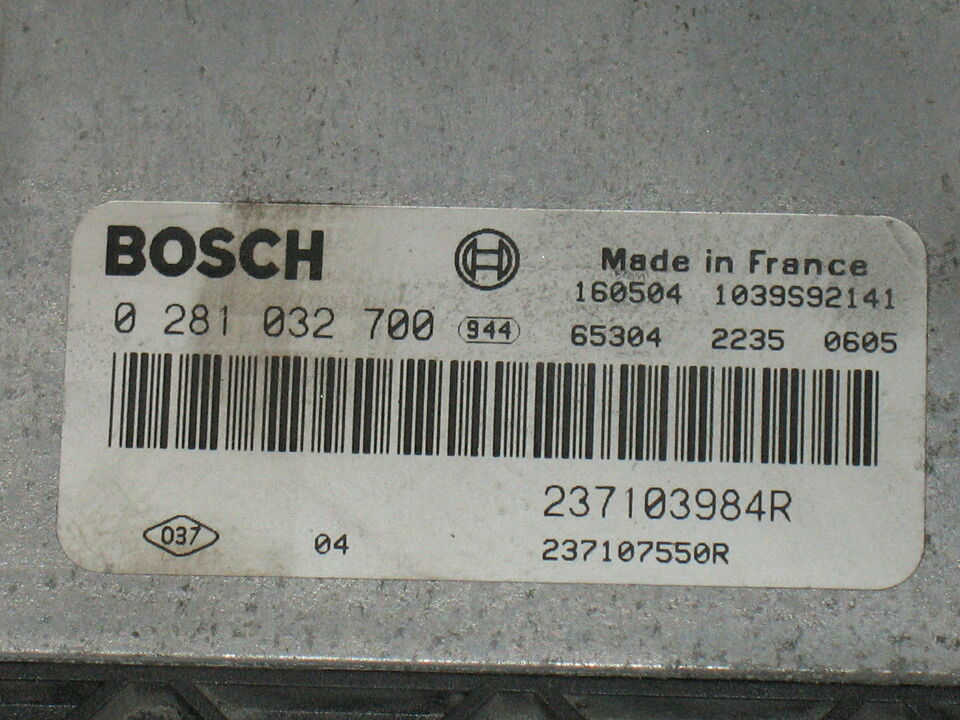 BOSCH
Made in France
160504 1039S92141
0 281 032 700 944 65304 2235 0605
237103984R
037 04 237107550R